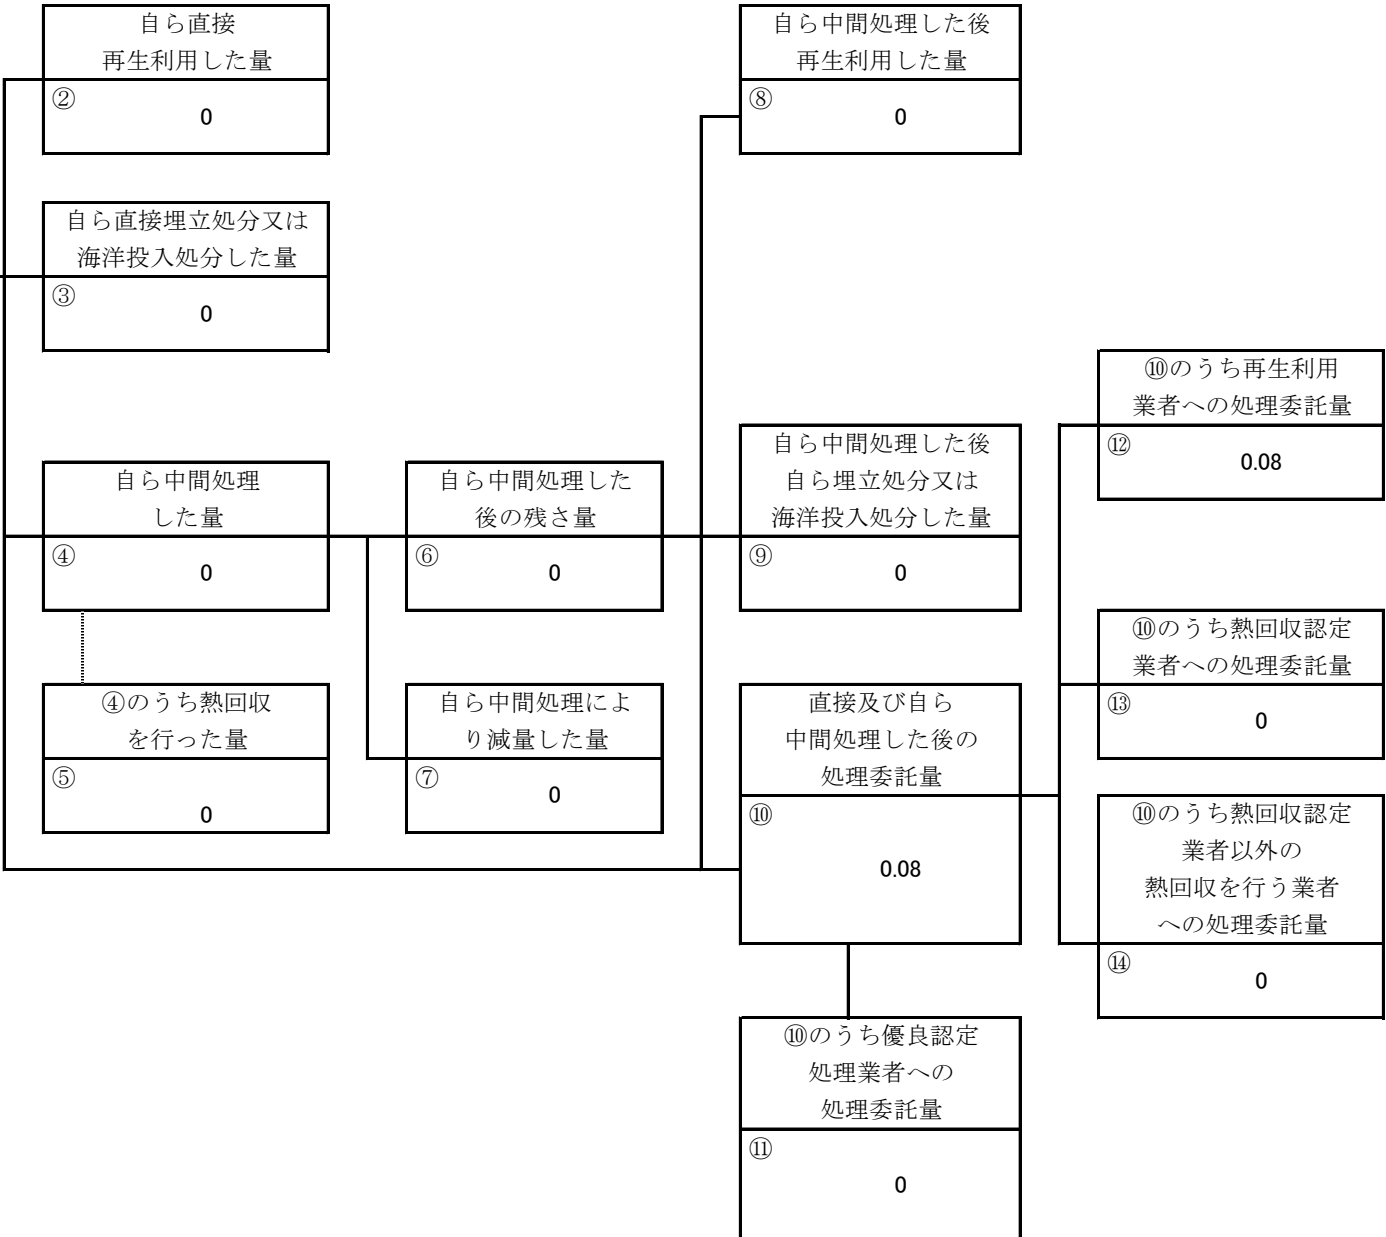 自ら直接
再生利用した量
②
0
自ら直接埋立処分又は
海洋投入処分した量
③
0
自ら中間処理
した量
④
0
④のうち熱回収
を行った量
⑤
0
自ら中間処理した
後の残さ量
⑥
0
自ら中間処理によ
り減量した量
⑦
0
自ら中間処理した後
再生利用した量
⑧
0
自ら中間処理した後
自ら埋立処分又は
海洋投入処分した量
⑨
0
直接及び自ら
中間処理した後の
処理委託量
⑩
0.08
⑩のうち優良認定
処理業者への
処理委託量
⑪
0
⑩のうち再生利用
業者への処理委託量
⑫
0.08
⑩のうち熱回収認定
業者への処理委託量
⑬
0
⑩のうち熱回収認定
業者以外の
熱回収を行う業者
への処理委託量
⑭
0